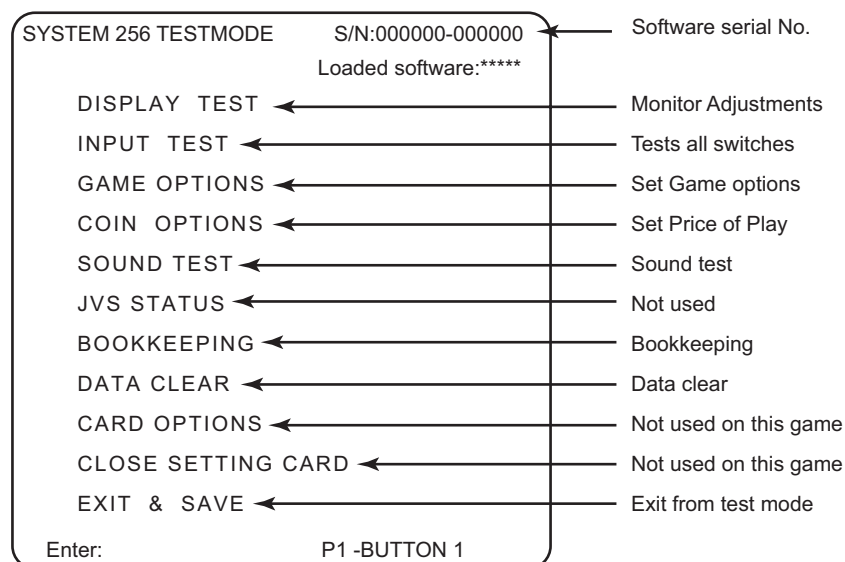 SYSTEM 256 TESTMODE S/N:000000-000000 Software serial No.
Loaded software:*****
DISPLAY TEST Monitor Adjustments
INPUT TEST Tests all switches
GAME OPTIONS Set Game options
COIN OPTIONS Set Price of Play
SOUND TEST Sound test
JVS STATUS Not used
BOOKKEEPING Bookkeeping
DATA CLEAR Data clear
CARD OPTIONS Not used on this game
CLOSE SETTING CARD Not used on this game
EXIT & SAVE Exit from test mode
Enter: P1 -BUTTON 1